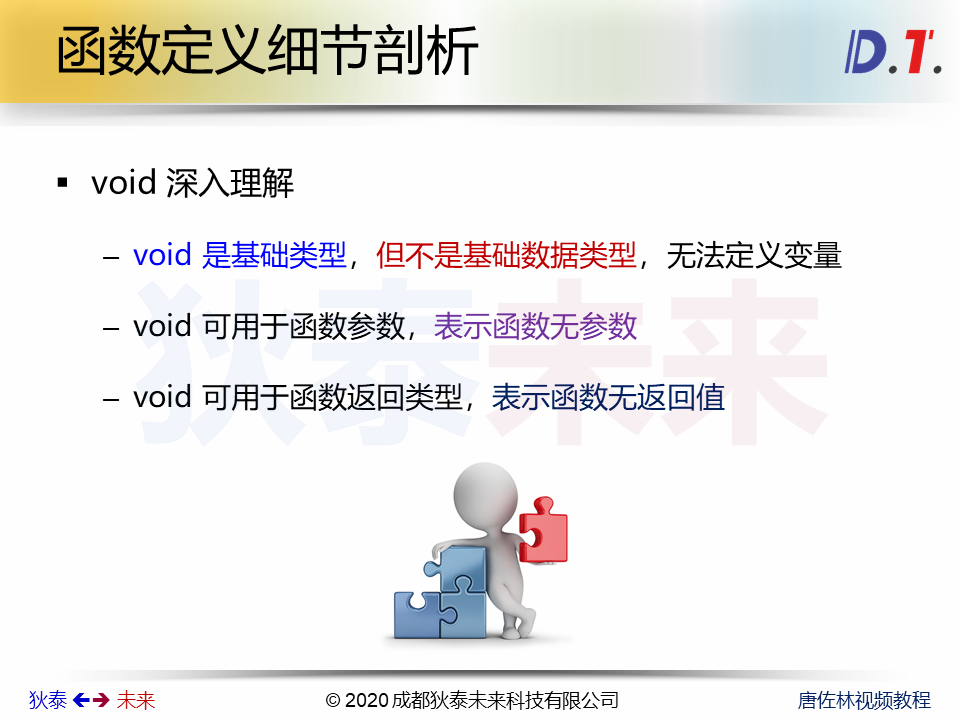 函数定义细节剖析
D.T.
▪ void 深入理解
– void 是基础类型，但不是基础数据类型，无法定义变量
– void 可用于函数参数，表示函数无参数
– void 可用于函数返回类型，表示函数无返回值
狄泰未来
狄泰 🡸🡺 未来
© 2020 成都狄泰未来科技有限公司
唐佐林视频教程